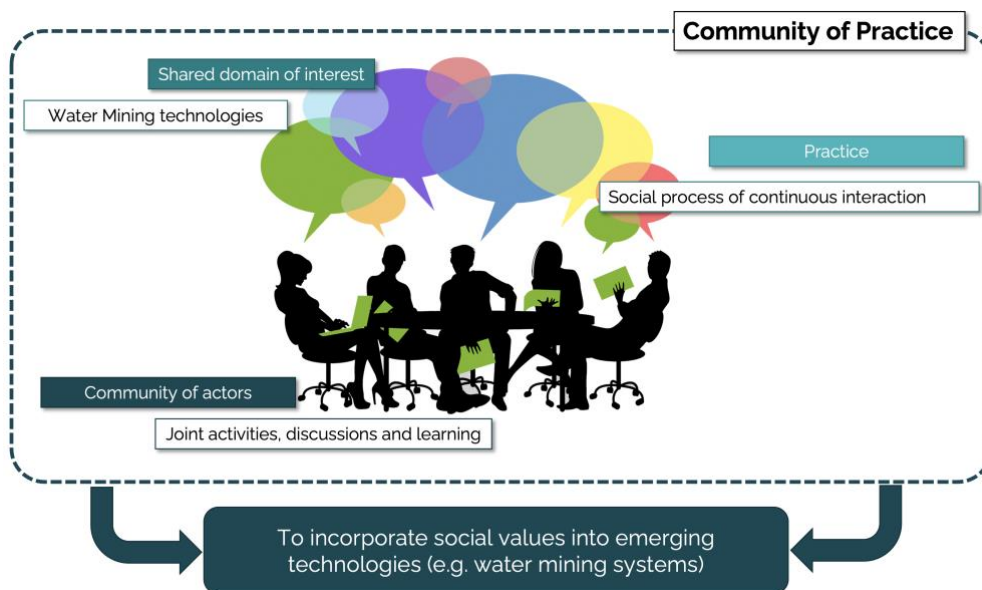 Community of Practice
Shared domain of interest
Water Mining technologies
Practice
Social process of continuous interaction
Community of actors
Joint activities, discussions and learning
To incorporate social values into emerging
technologies (e.g. water mining systems)